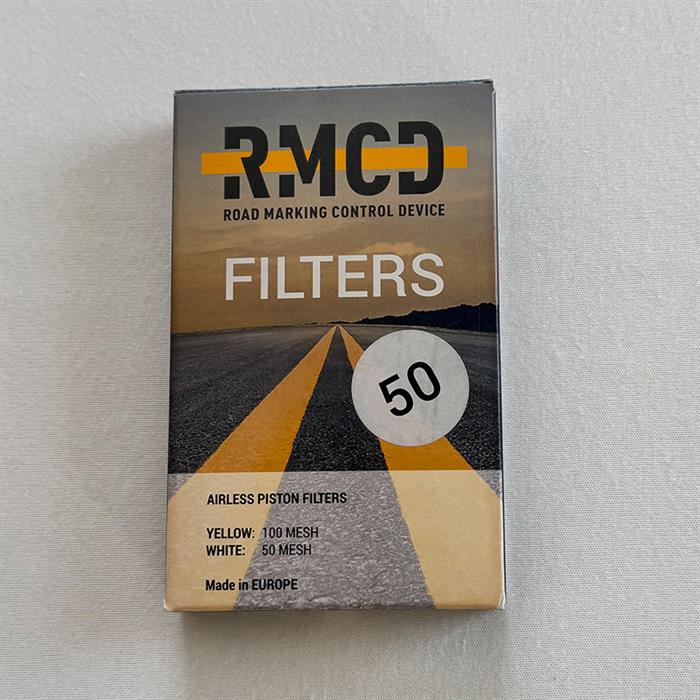 RMCD
ROAD MARKING CONTROL DEVICE
FILTERS
50
AIRLESS PISTON FILTERS
YELLOW: 100 MESH
WHITE: 50 MESH
Made in EUROPE